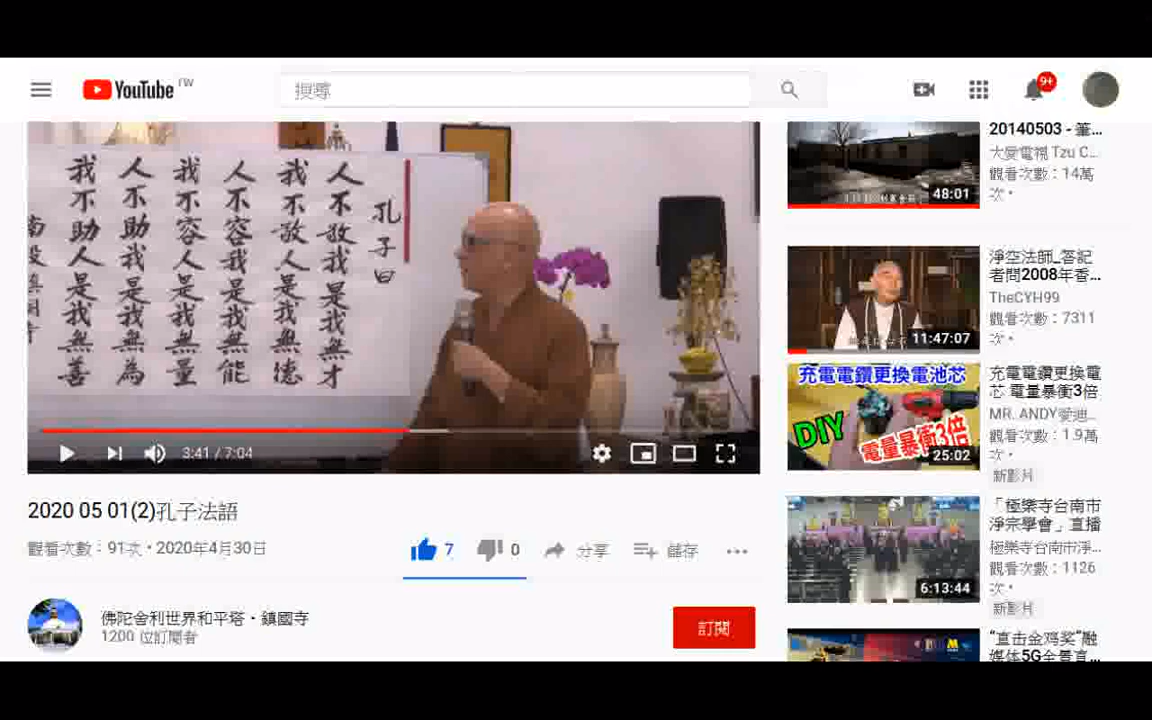 YouTube TW
搜尋
9+
孔子曰
人不敬我是我無才
我不敬人是我無德
人不容我是我無能
我不容人是我無量
人不助我是我無為
我不助人是我無善
3:41 / 7:04
2020 05 01(2)孔子法語
觀看次數：91次・2020年4月30日
7
0
分享
儲存
佛陀舍利世界和平塔・鎮國寺
1200 位訂閱者
訂閱
48:01
20140503 - 筆...
大愛電視 Tzu C...
觀看次數：14萬
次・
11:47:07
淨空法師_答記
者問2008年香...
TheCYH99
觀看次數：7311
次・
充電電鑽更換電池芯
DIY
電量暴衝3倍
25:02
充電電鑽更換電
芯 電量暴衝3倍
MR. ANDY愛迪...
觀看次數：1.9萬
次・
新影片
6:13:44
「極樂寺台南市
淨宗學會」直播
極樂寺台南市淨...
觀看次數：1126
次・
新影片
“直击金鸡奖”融
媒体5G全景直...